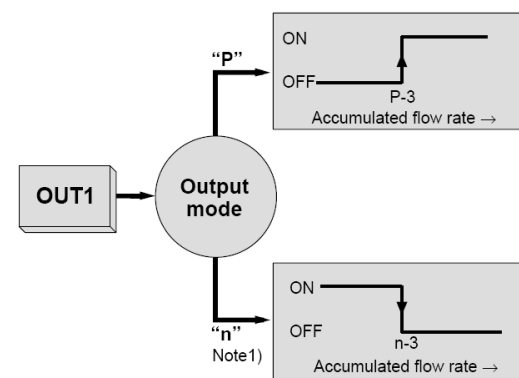 "P"
ON
OFF
P-3
Accumulated flow rate →
OUT1
Output
mode
"n"
Note1)
ON
OFF
n-3
Accumulated flow rate →